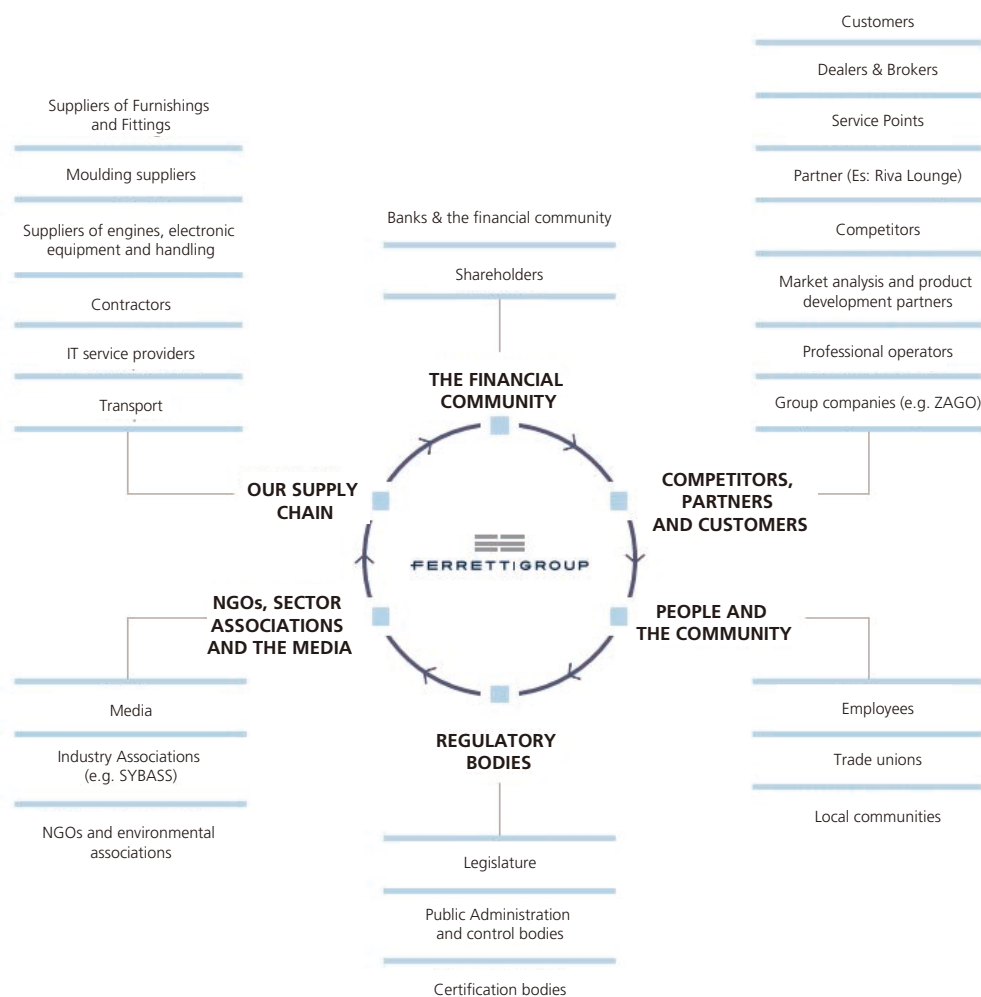 Customers
Dealers & Brokers
Service Points
Partner (Es: Riva Lounge)
Competitors
Market analysis and product
development partners
Professional operators
Group companies (e.g. ZAGO)
Suppliers of Furnishings
and Fittings
Moulding suppliers
Suppliers of engines, electronic
equipment and handling
Contractors
IT service providers
Transport
Banks & the financial community
Shareholders
THE FINANCIAL
COMMUNITY
OUR SUPPLY
CHAIN
COMPETITORS,
PARTNERS
AND CUSTOMERS
FERRETTIGROUP
NGOs, SECTOR
ASSOCIATIONS
AND THE MEDIA
PEOPLE AND
THE COMMUNITY
REGULATORY
BODIES
Media
Industry Associations
(e.g. SYBASS)
NGOs and environmental
associations
Employees
Trade unions
Local communities
Legislature
Public Administration
and control bodies
Certification bodies